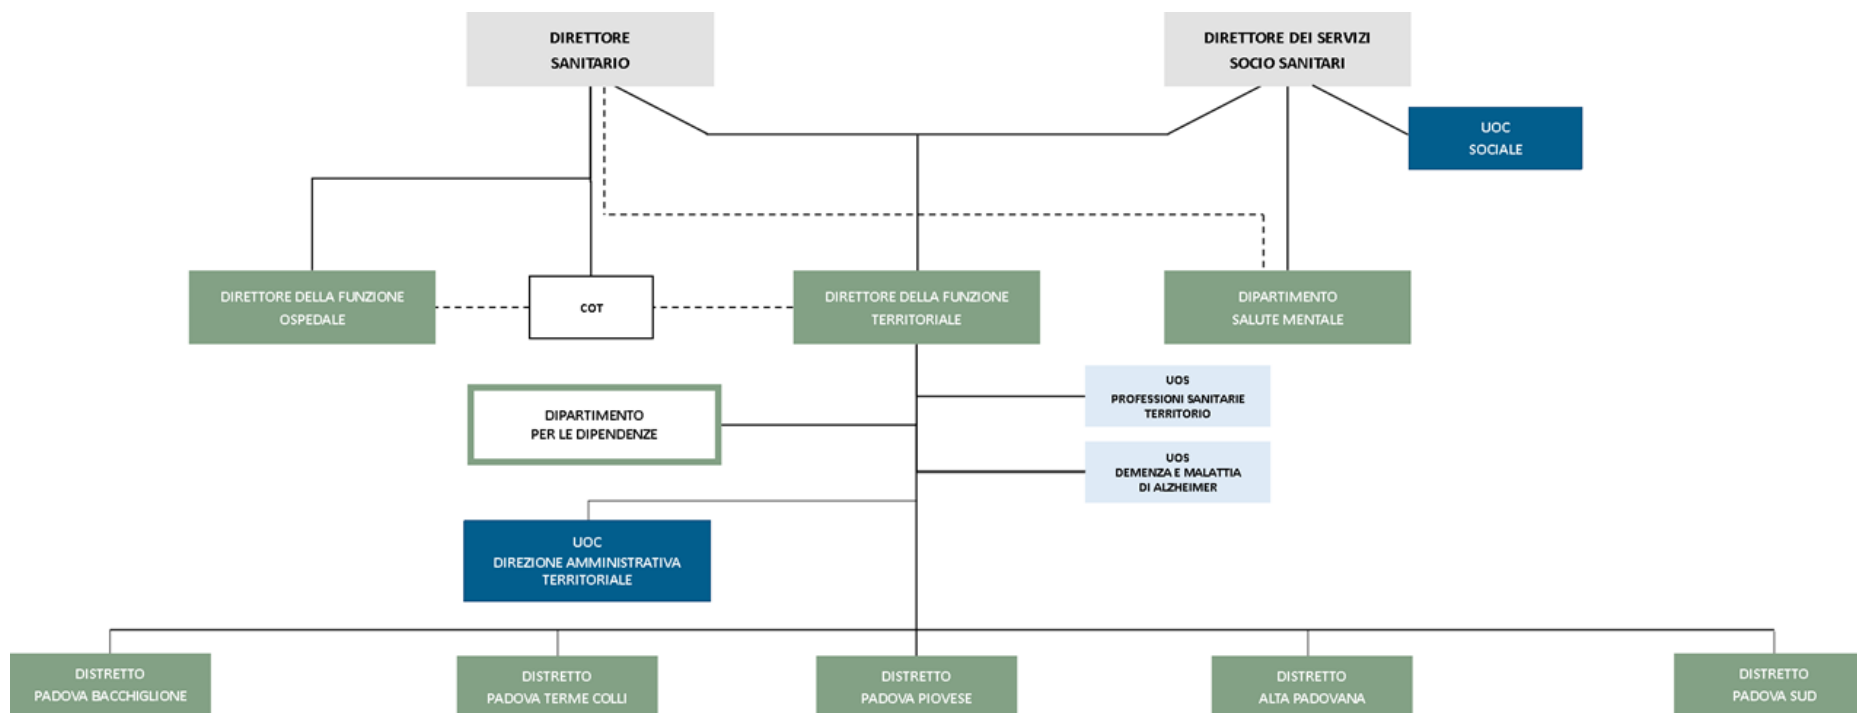 DIRETTORE
SANITARIO
DIRETTORE DEI SERVIZI
SOCIO SANITARI
UOC
SOCIALE
DIRETTORE DELLA FUNZIONE
OSPEDALE
COT
DIRETTORE DELLA FUNZIONE
TERRITORIALE
DIPARTIMENTO
SALUTE MENTALE
DIPARTIMENTO
PER LE DIPENDENZE
UOS
PROFESSIONI SANITARIE
TERRITORIO
UOS
DEMENZA E MALATTIA
DI ALZHEIMER
UOC
DIREZIONE AMMINISTRATIVA
TERRITORIALE
DISTRETTO
PADOVA BACCHIGLIONE
DISTRETTO
PADOVA TERME COLLI
DISTRETTO
PADOVA PIOVESE
DISTRETTO
ALTA PADOVANA
DISTRETTO
PADOVA SUD